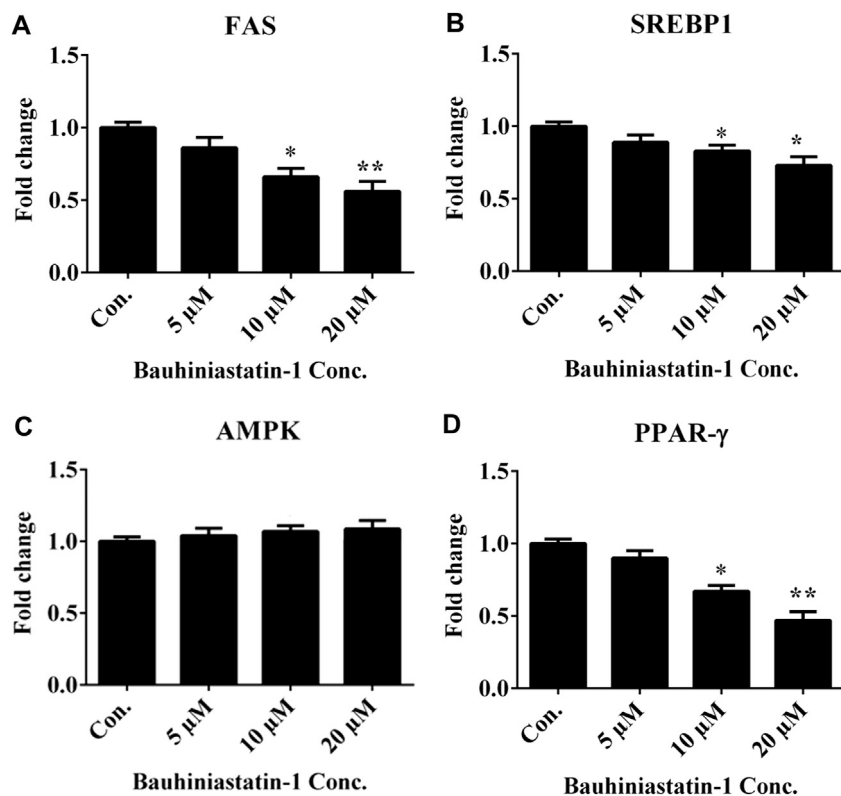 A
FAS
Fold change
1.5
1.0
0.5
0.0
*
**
Con.
5 μM
10 μM
20 μM
Bauhiniastatin-1 Conc.
B
SREBP1
Fold change
1.5
1.0
0.5
0.0
*
*
Con.
5 μM
10 μM
20 μM
Bauhiniastatin-1 Conc.
C
AMPK
Fold change
1.5
1.0
0.5
0.0
Con.
5 μM
10 μM
20 μM
Bauhiniastatin-1 Conc.
D
PPAR-γ
Fold change
1.5
1.0
0.5
0.0
*
**
Con.
5 μM
10 μM
20 μM
Bauhiniastatin-1 Conc.